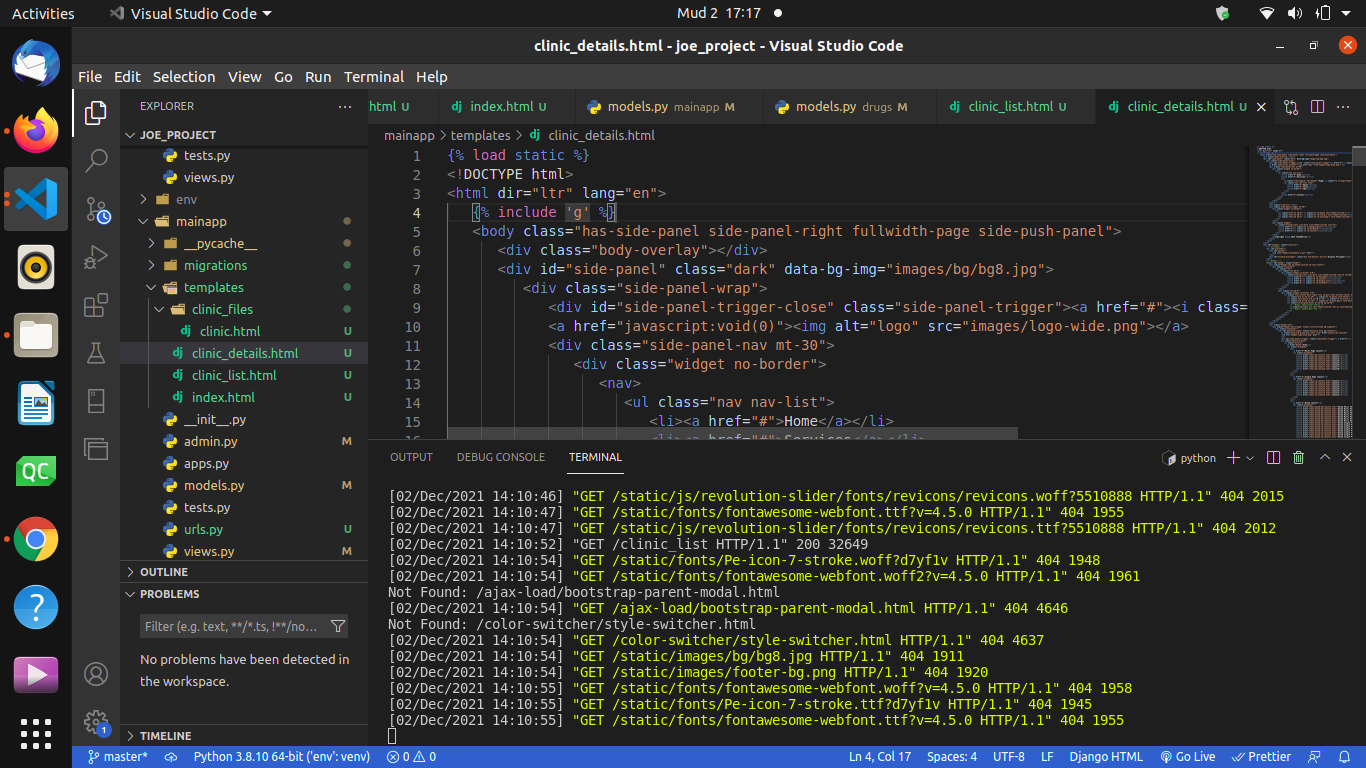 Activities Visual Studio Code Mud 2 17:17
clinic_details.html - joe_project - Visual Studio Code
File Edit Selection View Go Run Terminal Help
EXPLORER
JOE_PROJECT
tests.py
views.py
env
mainapp
__pycache__
migrations
templates
clinic_files
clinic.html U
clinic_details.html U
clinic_list.html U
index.html U
__init__.py
admin.py M
apps.py
models.py M
tests.py
urls.py U
views.py M
OUTLINE
PROBLEMS
Filter (e.g. text, **/*.ts, !**/no...
No problems have been detected in
the workspace.
TIMELINE
html U index.html U models.py mainapp M models.py drugs M clinic_list.html U clinic_details.html U
mainapp > templates > clinic_details.html
1 {% load static %}
2 <!DOCTYPE html>
3 <html dir="ltr" lang="en">
4 {% include 'g' %}
5 <body class="has-side-panel side-panel-right fullwidth-page side-push-panel">
6 <div class="body-overlay"></div>
7 <div id="side-panel" class="dark" data-bg-img="images/bg/bg8.jpg">
8 <div class="side-panel-wrap">
9 <div id="side-panel-trigger-close" class="side-panel-trigger"><a href="#"><i clas
10 <a href="javascript:void(0)"><img alt="logo" src="images/logo-wide.png"></a>
11 <div class="side-panel-nav mt-30">
12 <div class="widget no-border">
13 <nav>
14 <ul class="nav nav-list">
15 <li><a href="#">Home</a></li>
16 <li><a href="#">Services</a></li>
OUTPUT DEBUG CONSOLE TERMINAL python
[02/Dec/2021 14:10:46] "GET /static/js/revolution-slider/fonts/revicons/revicons.woff?5510888 HTTP/1.1" 404 2015
[02/Dec/2021 14:10:47] "GET /static/fonts/fontawesome-webfont.ttf?v=4.5.0 HTTP/1.1" 404 1955
[02/Dec/2021 14:10:47] "GET /static/js/revolution-slider/fonts/revicons/revicons.ttf?5510888 HTTP/1.1" 404 2012
[02/Dec/2021 14:10:52] "GET /clinic_list HTTP/1.1" 200 32649
[02/Dec/2021 14:10:54] "GET /static/fonts/Pe-icon-7-stroke.woff?d7yf1v HTTP/1.1" 404 1948
[02/Dec/2021 14:10:54] "GET /static/fonts/fontawesome-webfont.woff2?v=4.5.0 HTTP/1.1" 404 1961
Not Found: /ajax-load/bootstrap-parent-modal.html
[02/Dec/2021 14:10:54] "GET /ajax-load/bootstrap-parent-modal.html HTTP/1.1" 404 4646
Not Found: /color-switcher/style-switcher.html
[02/Dec/2021 14:10:54] "GET /color-switcher/style-switcher.html HTTP/1.1" 404 4637
[02/Dec/2021 14:10:54] "GET /static/images/bg/bg8.jpg HTTP/1.1" 404 1911
[02/Dec/2021 14:10:54] "GET /static/images/footer-bg.png HTTP/1.1" 404 1920
[02/Dec/2021 14:10:55] "GET /static/fonts/fontawesome-webfont.woff?v=4.5.0 HTTP/1.1" 404 1958
[02/Dec/2021 14:10:55] "GET /static/fonts/Pe-icon-7-stroke.ttf?d7yf1v HTTP/1.1" 404 1945
[02/Dec/2021 14:10:55] "GET /static/fonts/fontawesome-webfont.ttf?v=4.5.0 HTTP/1.1" 404 1955
master* Python 3.8.10 64-bit ('env': venv) 0 0 Ln 4, Col 17 Spaces: 4 UTF-8 LF Django HTML Go Live Prettier